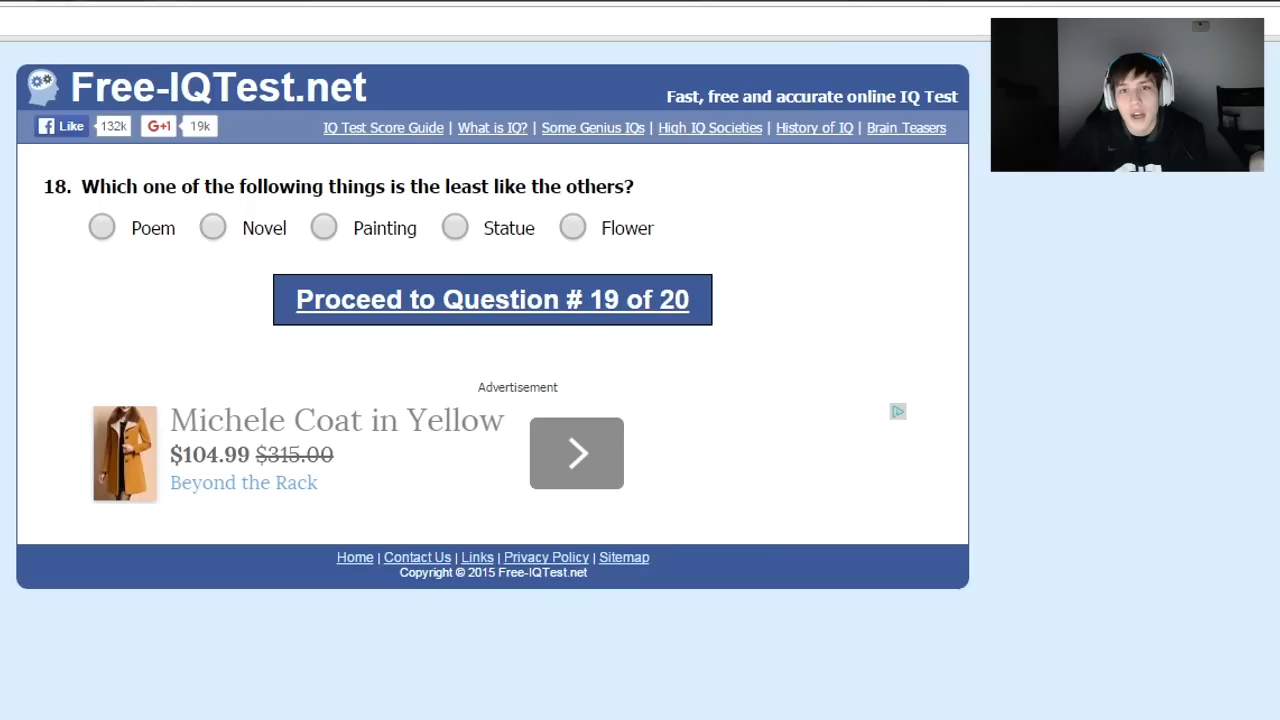 Free-IQTest.net
Fast, free and accurate online IQ Test
Like 132k G+1 19k
IQ Test Score Guide | What is IQ? | Some Genius IQs | High IQ Societies | History of IQ | Brain Teasers
18. Which one of the following things is the least like the others?
Poem Novel Painting Statue Flower
Proceed to Question # 19 of 20
Advertisement
Michele Coat in Yellow
$104.99 $315.00
Beyond the Rack
Home | Contact Us | Links | Privacy Policy | Sitemap
Copyright © 2015 Free-IQTest.net